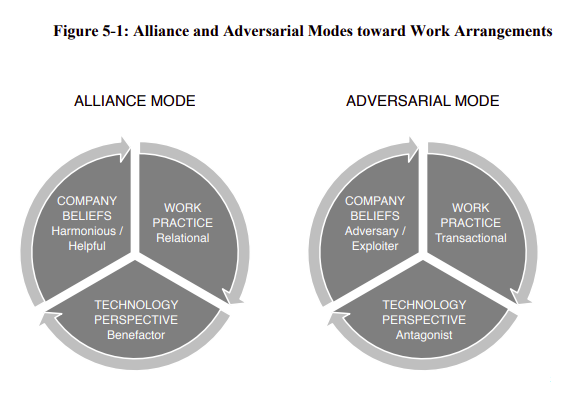 Figure 5-1: Alliance and Adversarial Modes toward Work Arrangements
ALLIANCE MODE
COMPANY
BELIEFS
Harmonious /
Helpful
WORK
PRACTICE
Relational
TECHNOLOGY
PERSPECTIVE
Benefactor
ADVERSARIAL MODE
COMPANY
BELIEFS
Adversary /
Exploiter
WORK
PRACTICE
Transactional
TECHNOLOGY
PERSPECTIVE
Antagonist